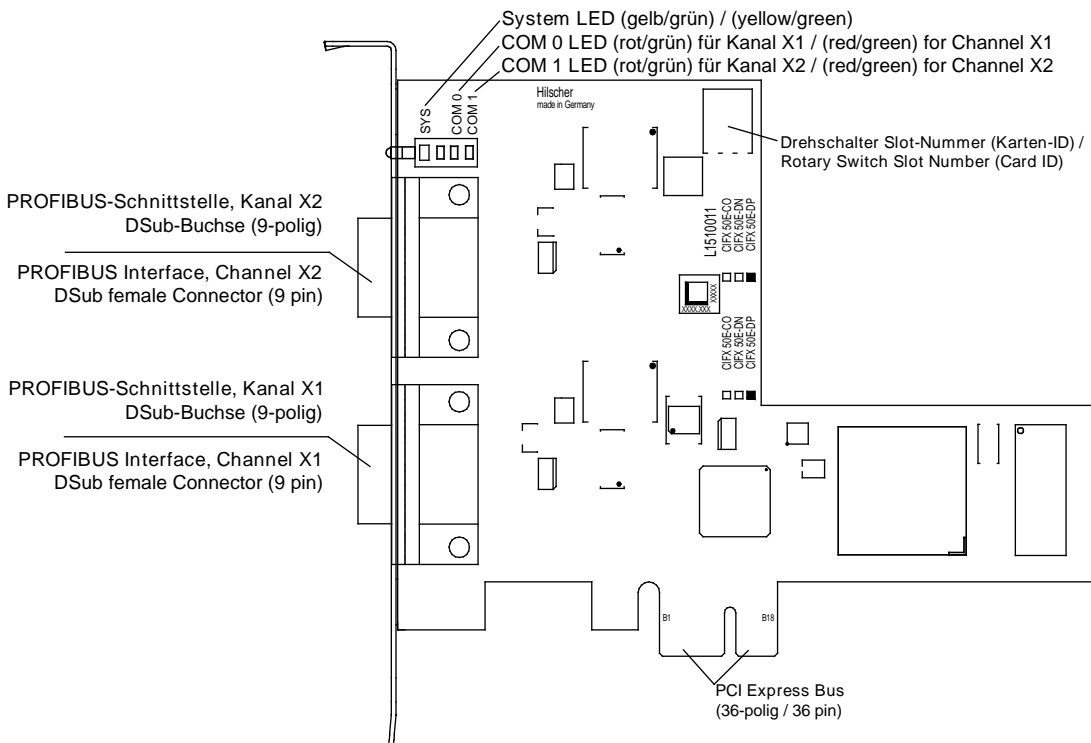 System LED (gelb/grün) / (yellow/green)
COM 0 LED (rot/grün) für Kanal X1 / (red/green) for Channel X1
COM 1 LED (rot/grün) für Kanal X2 / (red/green) for Channel X2
SYS
COM 0
COM 1
Hilscher
made in Germany
Drehschalter Slot-Nummer (Karten-ID) /
Rotary Switch Slot Number (Card ID)
PROFIBUS-Schnittstelle, Kanal X2
DSub-Buchse (9-polig)
PROFIBUS Interface, Channel X2
DSub female Connector (9 pin)
L1510011
CIFX 50E-CO
CIFX 50E-DN
CIFX 50E-DP
XXXXX
XXXX.XXX
CIFX 50E-CO
CIFX 50E-DN
CIFX 50E-DP
PROFIBUS-Schnittstelle, Kanal X1
DSub-Buchse (9-polig)
PROFIBUS Interface, Channel X1
DSub female Connector (9 pin)
B1
B18
PCI Express Bus
(36-polig / 36 pin)